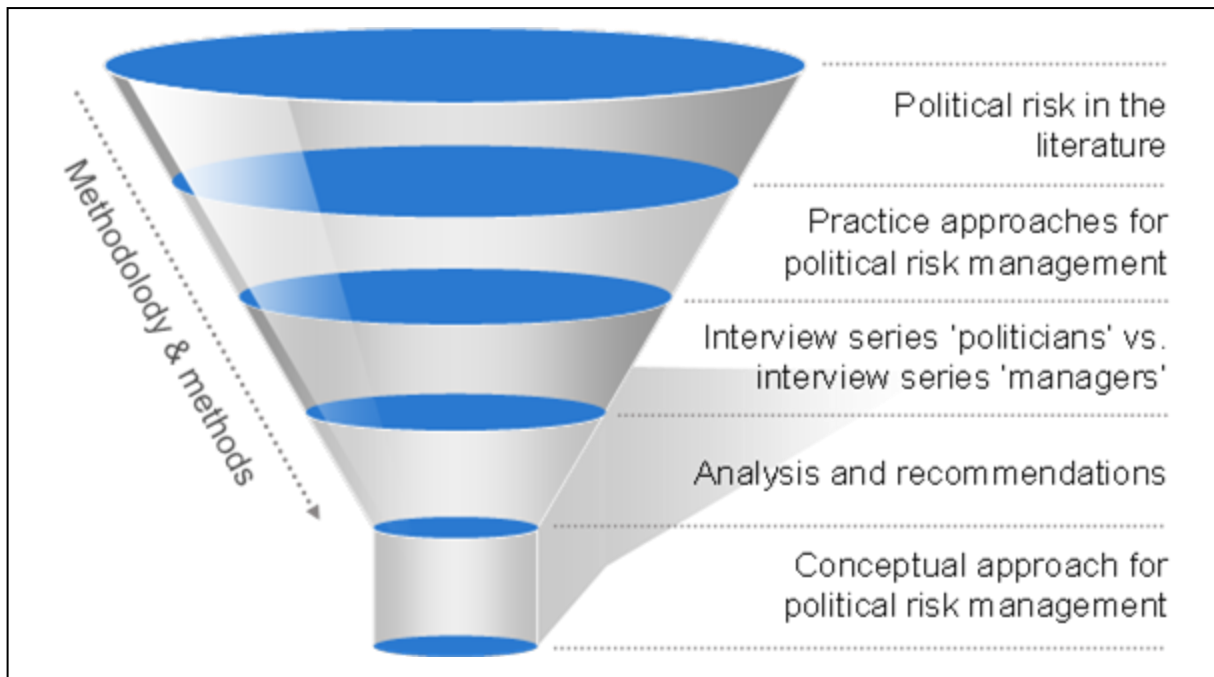 Political risk in the
literature
Practice approaches for
political risk management
Interview series 'politicians' vs.
interview series 'managers'
Analysis and recommendations
Conceptual approach for
political risk management
Methodolody & methods